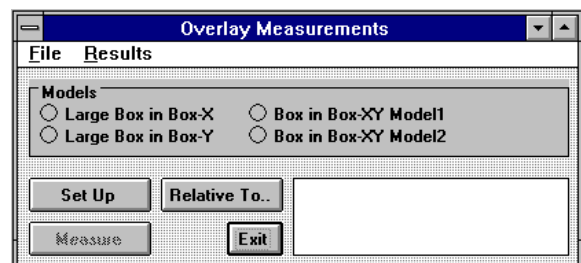 Overlay Measurements
File Results
Models
Large Box in Box-X Box in Box-XY Model1
Large Box in Box-Y Box in Box-XY Model2
Set Up Relative To..
Measure Exit